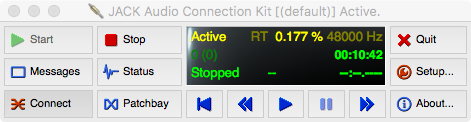 JACK Audio Connection Kit [(default)] Active.
Start Stop Active RT 0.177 % 48000 Hz Quit
0 (0) 00:10:42
Messages Status Stopped -- --:--.---- Setup...
Connect Patchbay About...